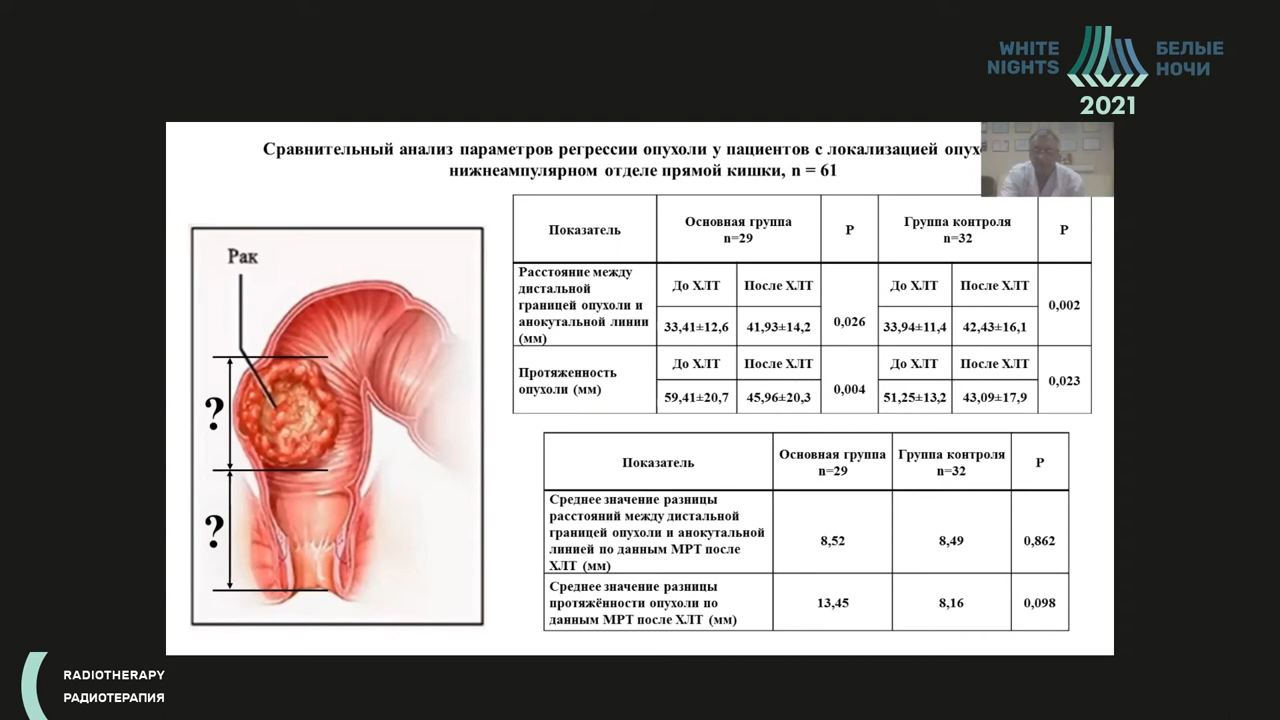 WHITE
NIGHTS
БЕЛЫЕ
НОЧИ
2021
Сравнительный анализ параметров регрессии опухоли у пациентов с локализацией
нижнеампулярном отделе прямой кишки, n = 61
Рак
?
?
Показатель
Основная группа
n=29
P
Группа контроля
n=32
P
Расстояние между
дистальной
границей опухоли и
анокутальной линии
(мм)
До ХЛТ
После ХЛТ
0,026
До ХЛТ
После ХЛТ
0,002
33,41±12,6
41,93±14,2
33,94±11,4
42,43±16,1
Протяженность
опухоли (мм)
До ХЛТ
После ХЛТ
0,004
До ХЛТ
После ХЛТ
0,023
59,41±20,7
45,96±20,3
51,25±13,2
43,09±17,9
Показатель
Основная группа
n=29
Группа контроля
n=32
P
Среднее значение разницы
расстояний между дистальной
границей опухоли и анокутальной
линией по данным МРТ после
ХЛТ (мм)
8,52
8,49
0,862
Среднее значение разницы
протяжённости опухоли по
данным МРТ после ХЛТ (мм)
13,45
8,16
0,098
RADIOTHERAPY
РАДИОТЕРАПИЯ